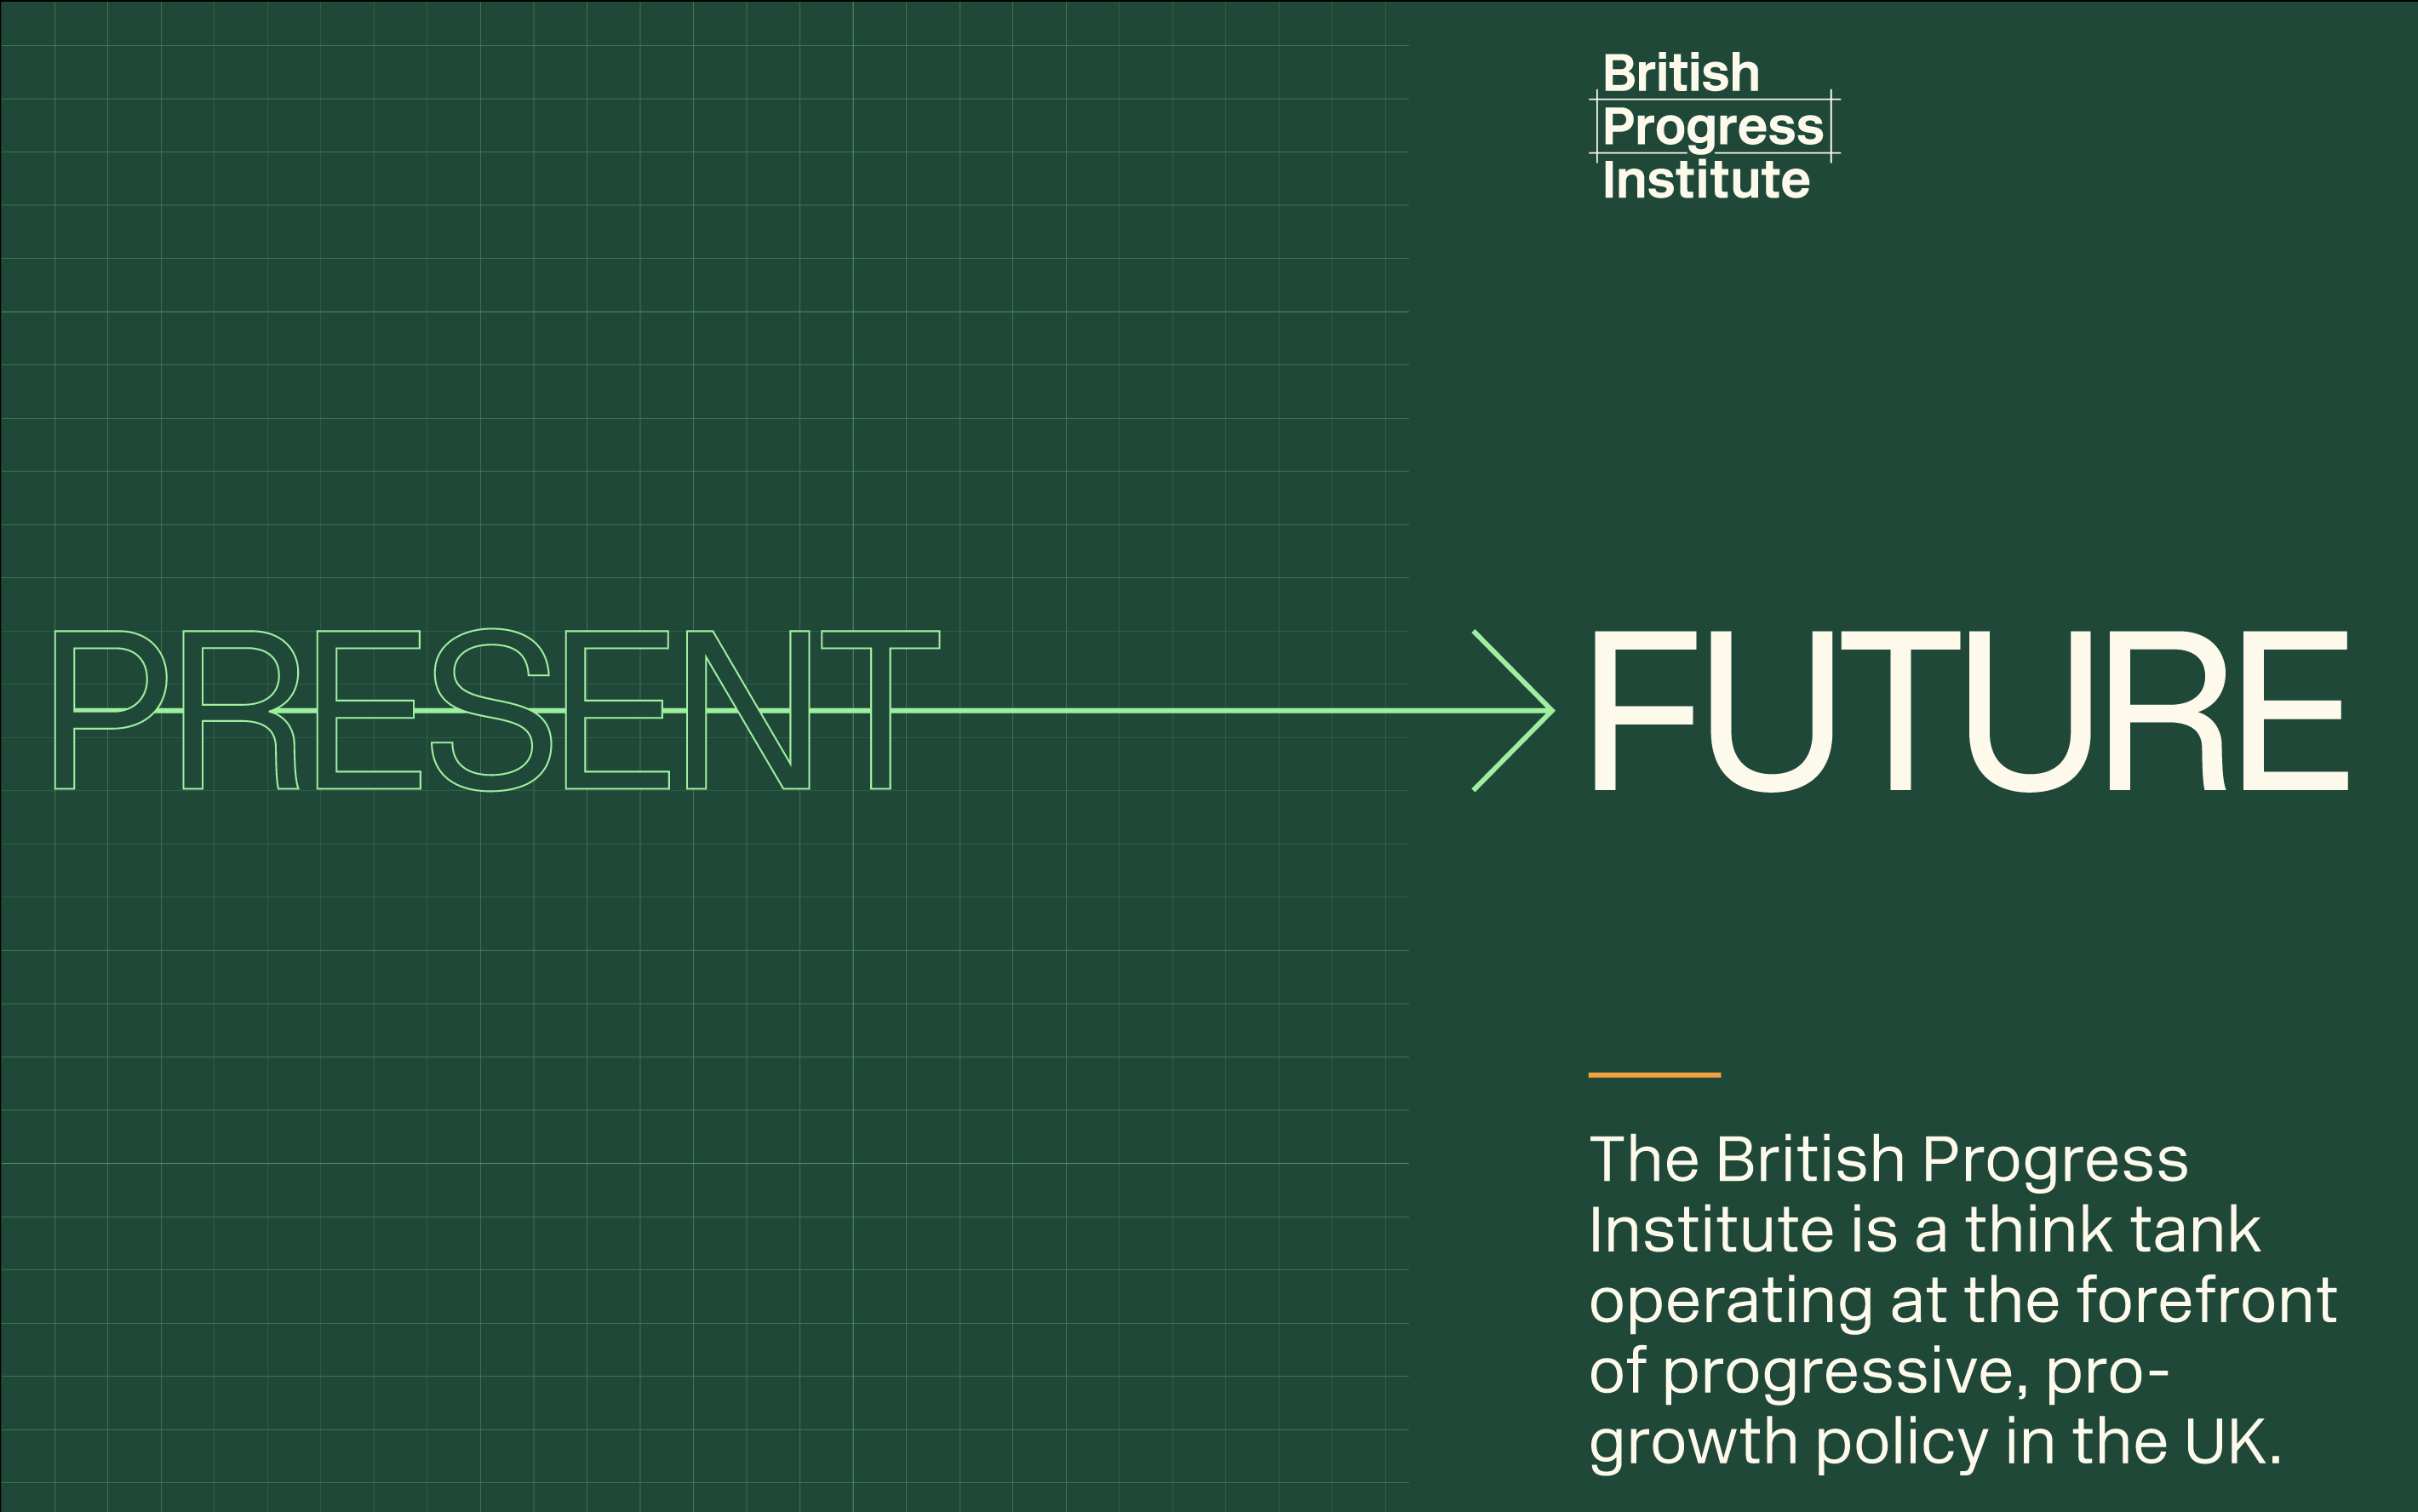 British
Progress
Institute
PRESENT
FUTURE
The British Progress
Institute is a think tank
operating at the forefront
of progressive, pro-
growth policy in the UK.